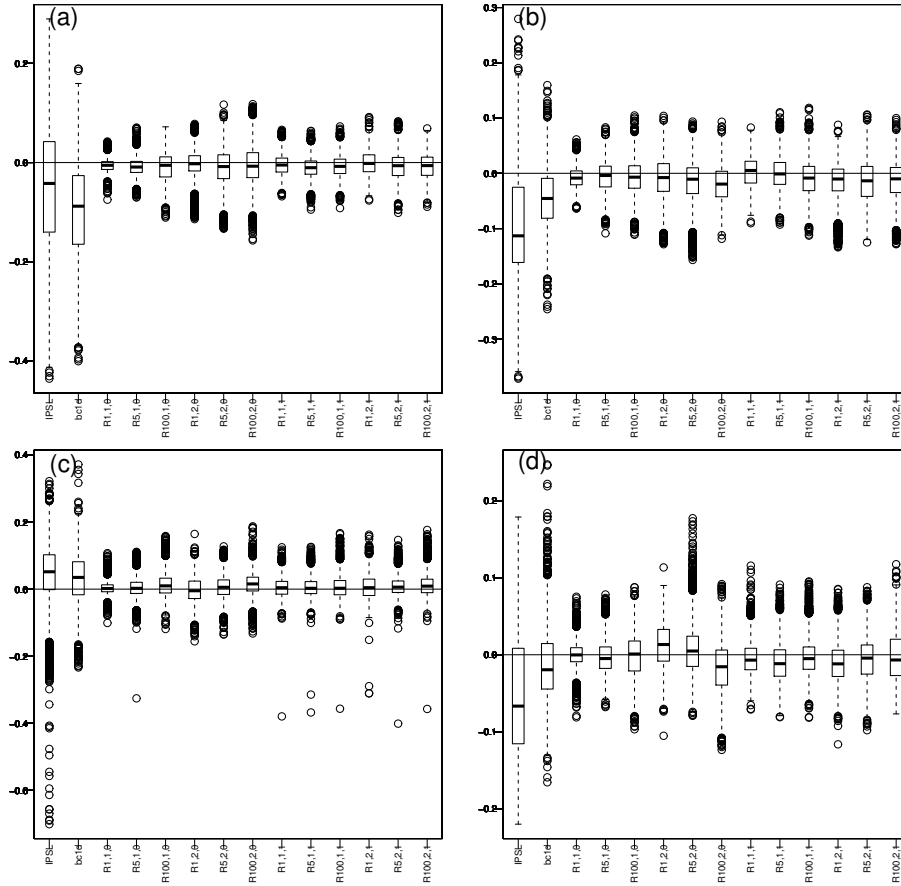 (a)
0.2
0.0
−0.2
−0.4
IPSL
bc1d
R1,1,0
R5,1,0
R100,1,0
R1,2,0
R5,2,0
R100,2,0
R1,1,1
R5,1,1
R100,1,1
R1,2,1
R5,2,1
R100,2,1
(b)
0.3
0.2
0.1
0.0
−0.1
−0.2
−0.3
IPSL
bc1d
R1,1,0
R5,1,0
R100,1,0
R1,2,0
R5,2,0
R100,2,0
R1,1,1
R5,1,1
R100,1,1
R1,2,1
R5,2,1
R100,2,1
(c)
0.4
0.2
0.0
−0.2
−0.4
−0.6
IPSL
bc1d
R1,1,0
R5,1,0
R100,1,0
R1,2,0
R5,2,0
R100,2,0
R1,1,1
R5,1,1
R100,1,1
R1,2,1
R5,2,1
R100,2,1
(d)
0.2
0.1
0.0
−0.1
−0.2
IPSL
bc1d
R1,1,0
R5,1,0
R100,1,0
R1,2,0
R5,2,0
R100,2,0
R1,1,1
R5,1,1
R100,1,1
R1,2,1
R5,2,1
R100,2,1